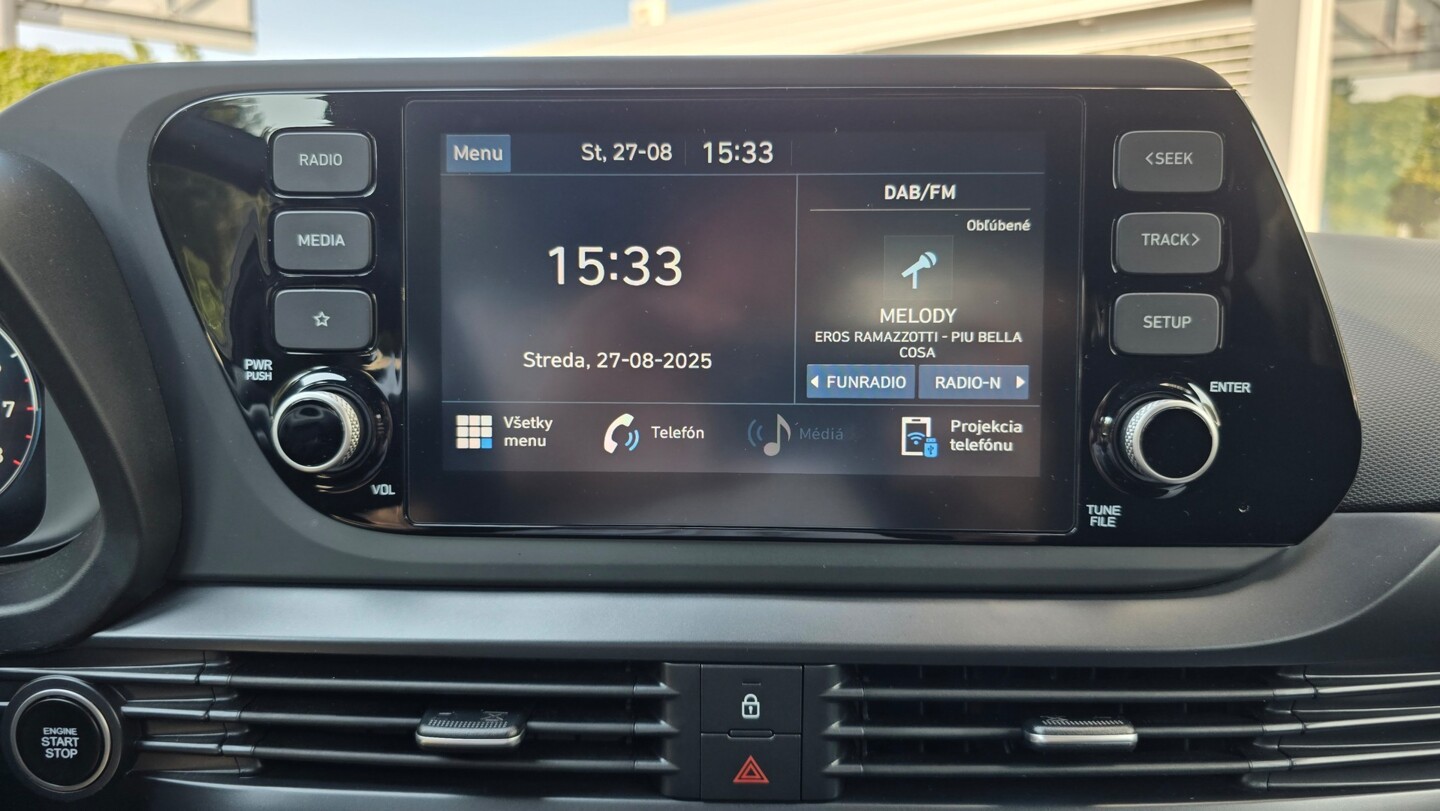 RADIO
MEDIA
PWR
PUSH
VOL
Menu
St, 27-08
15:33
15:33
Streda, 27-08-2025
DAB/FM
Obľúbené
MELODY
EROS RAMAZZOTTI - PIU BELLA
COSA
FUNRADIO
RADIO-N
Všetky
menu
Telefón
Médiá
Projekcia
telefónu
<SEEK
TRACK>
SETUP
ENTER
TUNE
FILE
7
ENGINE
START
STOP